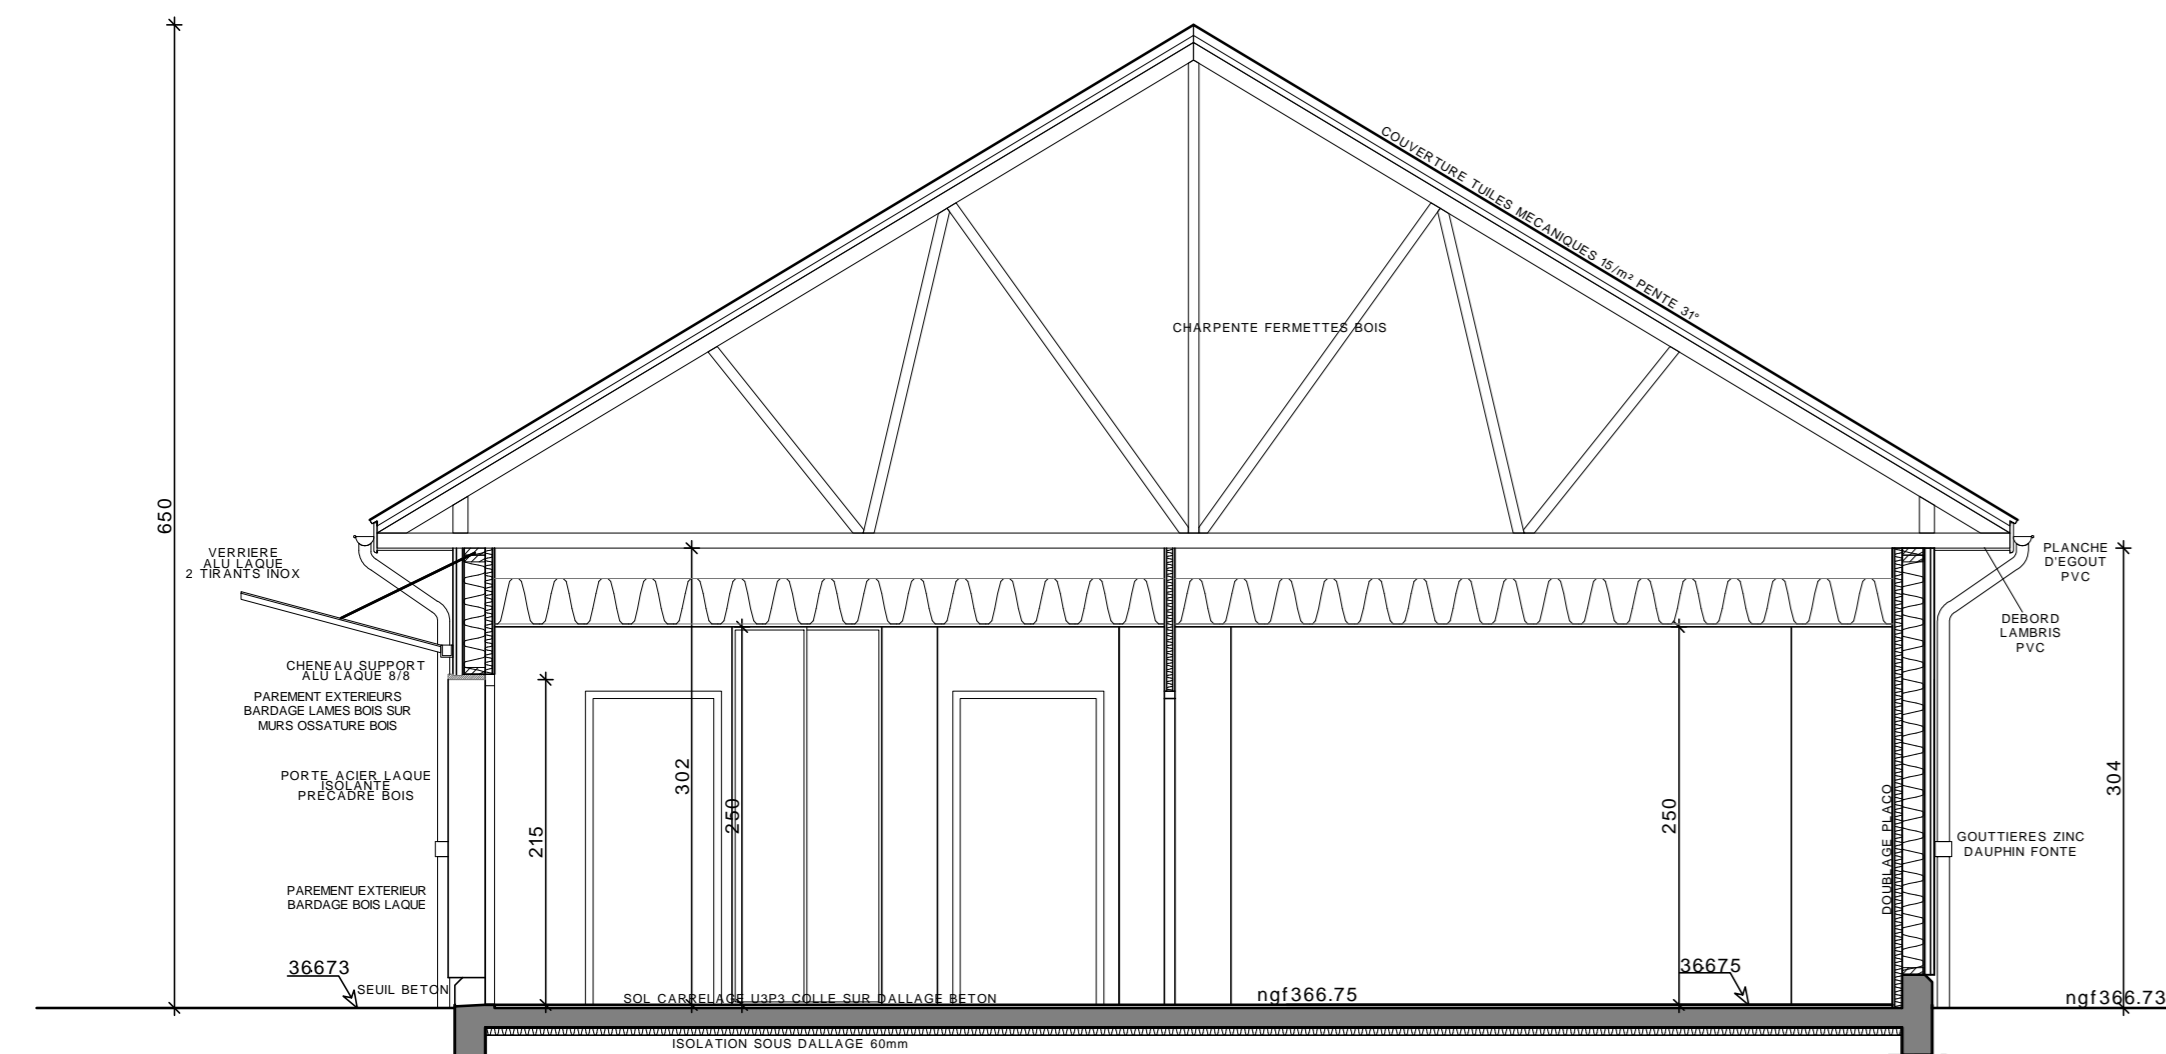 COUVERTURE TUILES MECANIQUES 15/m² PENTE 31°
CHARPENTE FERMETTES BOIS
650
VERRIERE
ALU LAQUE
2 TIRANTS INOX
PLANCHE
D'EGOUT
PVC
DEBORD
LAMBRIS
PVC
CHENEAU SUPPORT
ALU LAQUE 8/8
PAREMENT EXTERIEURS
BARDAGE LAMES BOIS SUR
MURS OSSATURE BOIS
PORTE ACIER LAQUE
ISOLANTE
PRECADRE BOIS
302
250
215
250
304
DOUBLAGE PLACO
GOUTTIERES ZINC
DAUPHIN FONTE
PAREMENT EXTERIEUR
BARDAGE BOIS LAQUE
36673
SEUIL BETON
36675
SOL CARRELAGE U3P3 COLLE SUR DALLAGE BETON
ngf366.75
ngf366.73
ISOLATION SOUS DALLAGE 60mm